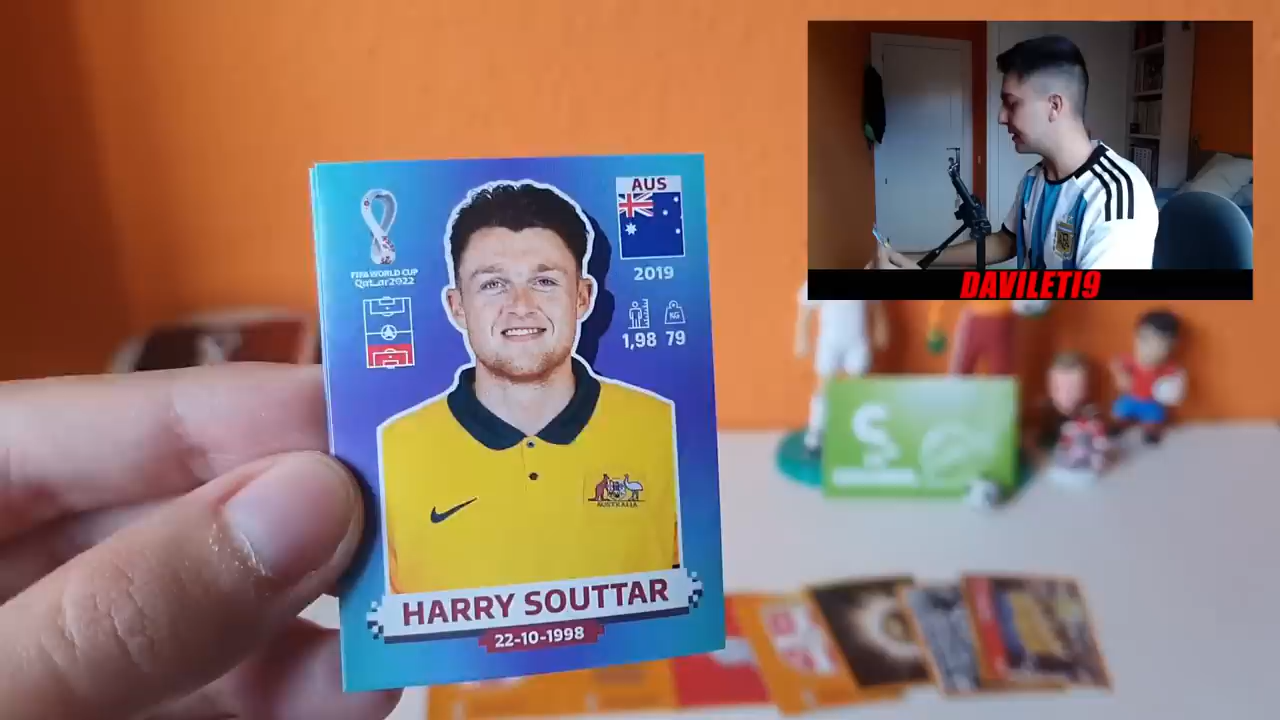 AUS
FIFA WORLD CUP
Qatar2022
2019
KG
1,98 79
AUSTRALIA
HARRY SOUTTAR
22-10-1998
DAVILETI9